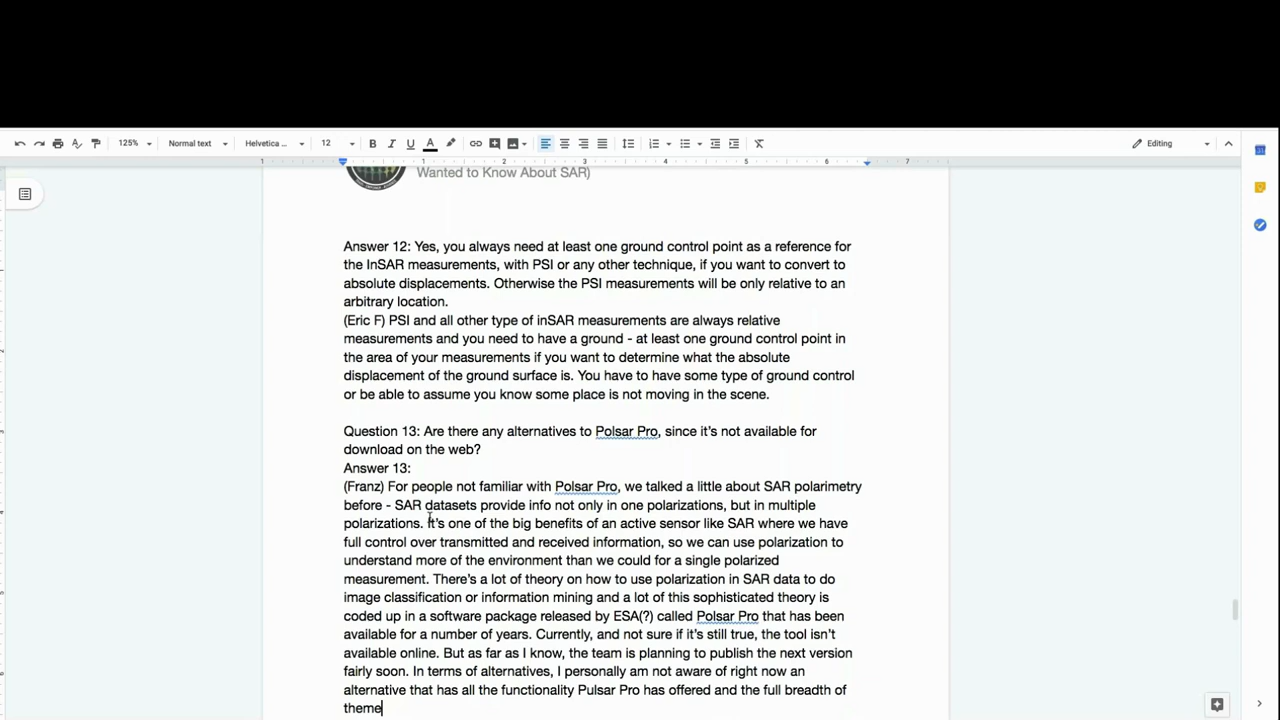 125%
Normal text
Helvetica ...
12
B I U A
Editing
1 1 2 3 4 5 6 7
Wanted to Know About SAR)
Answer 12: Yes, you always need at least one ground control point as a reference for
the InSAR measurements, with PSI or any other technique, if you want to convert to
absolute displacements. Otherwise the PSI measurements will be only relative to an
arbitrary location.
(Eric F) PSI and all other type of inSAR measurements are always relative
measurements and you need to have a ground - at least one ground control point in
the area of your measurements if you want to determine what the absolute
displacement of the ground surface is. You have to have some type of ground control
or be able to assume you know some place is not moving in the scene.
Question 13: Are there any alternatives to Polsar Pro, since it's not available for
download on the web?
Answer 13:
(Franz) For people not familiar with Polsar Pro, we talked a little about SAR polarimetry
before - SAR datasets provide info not only in one polarizations, but in multiple
polarizations. It's one of the big benefits of an active sensor like SAR where we have
full control over transmitted and received information, so we can use polarization to
understand more of the environment than we could for a single polarized
measurement. There's a lot of theory on how to use polarization in SAR data to do
image classification or information mining and a lot of this sophisticated theory is
coded up in a software package released by ESA(?) called Polsar Pro that has been
available for a number of years. Currently, and not sure if it's still true, the tool isn't
available online. But as far as I know, the team is planning to publish the next version
fairly soon. In terms of alternatives, I personally am not aware of right now an
alternative that has all the functionality Pulsar Pro has offered and the full breadth of
theme